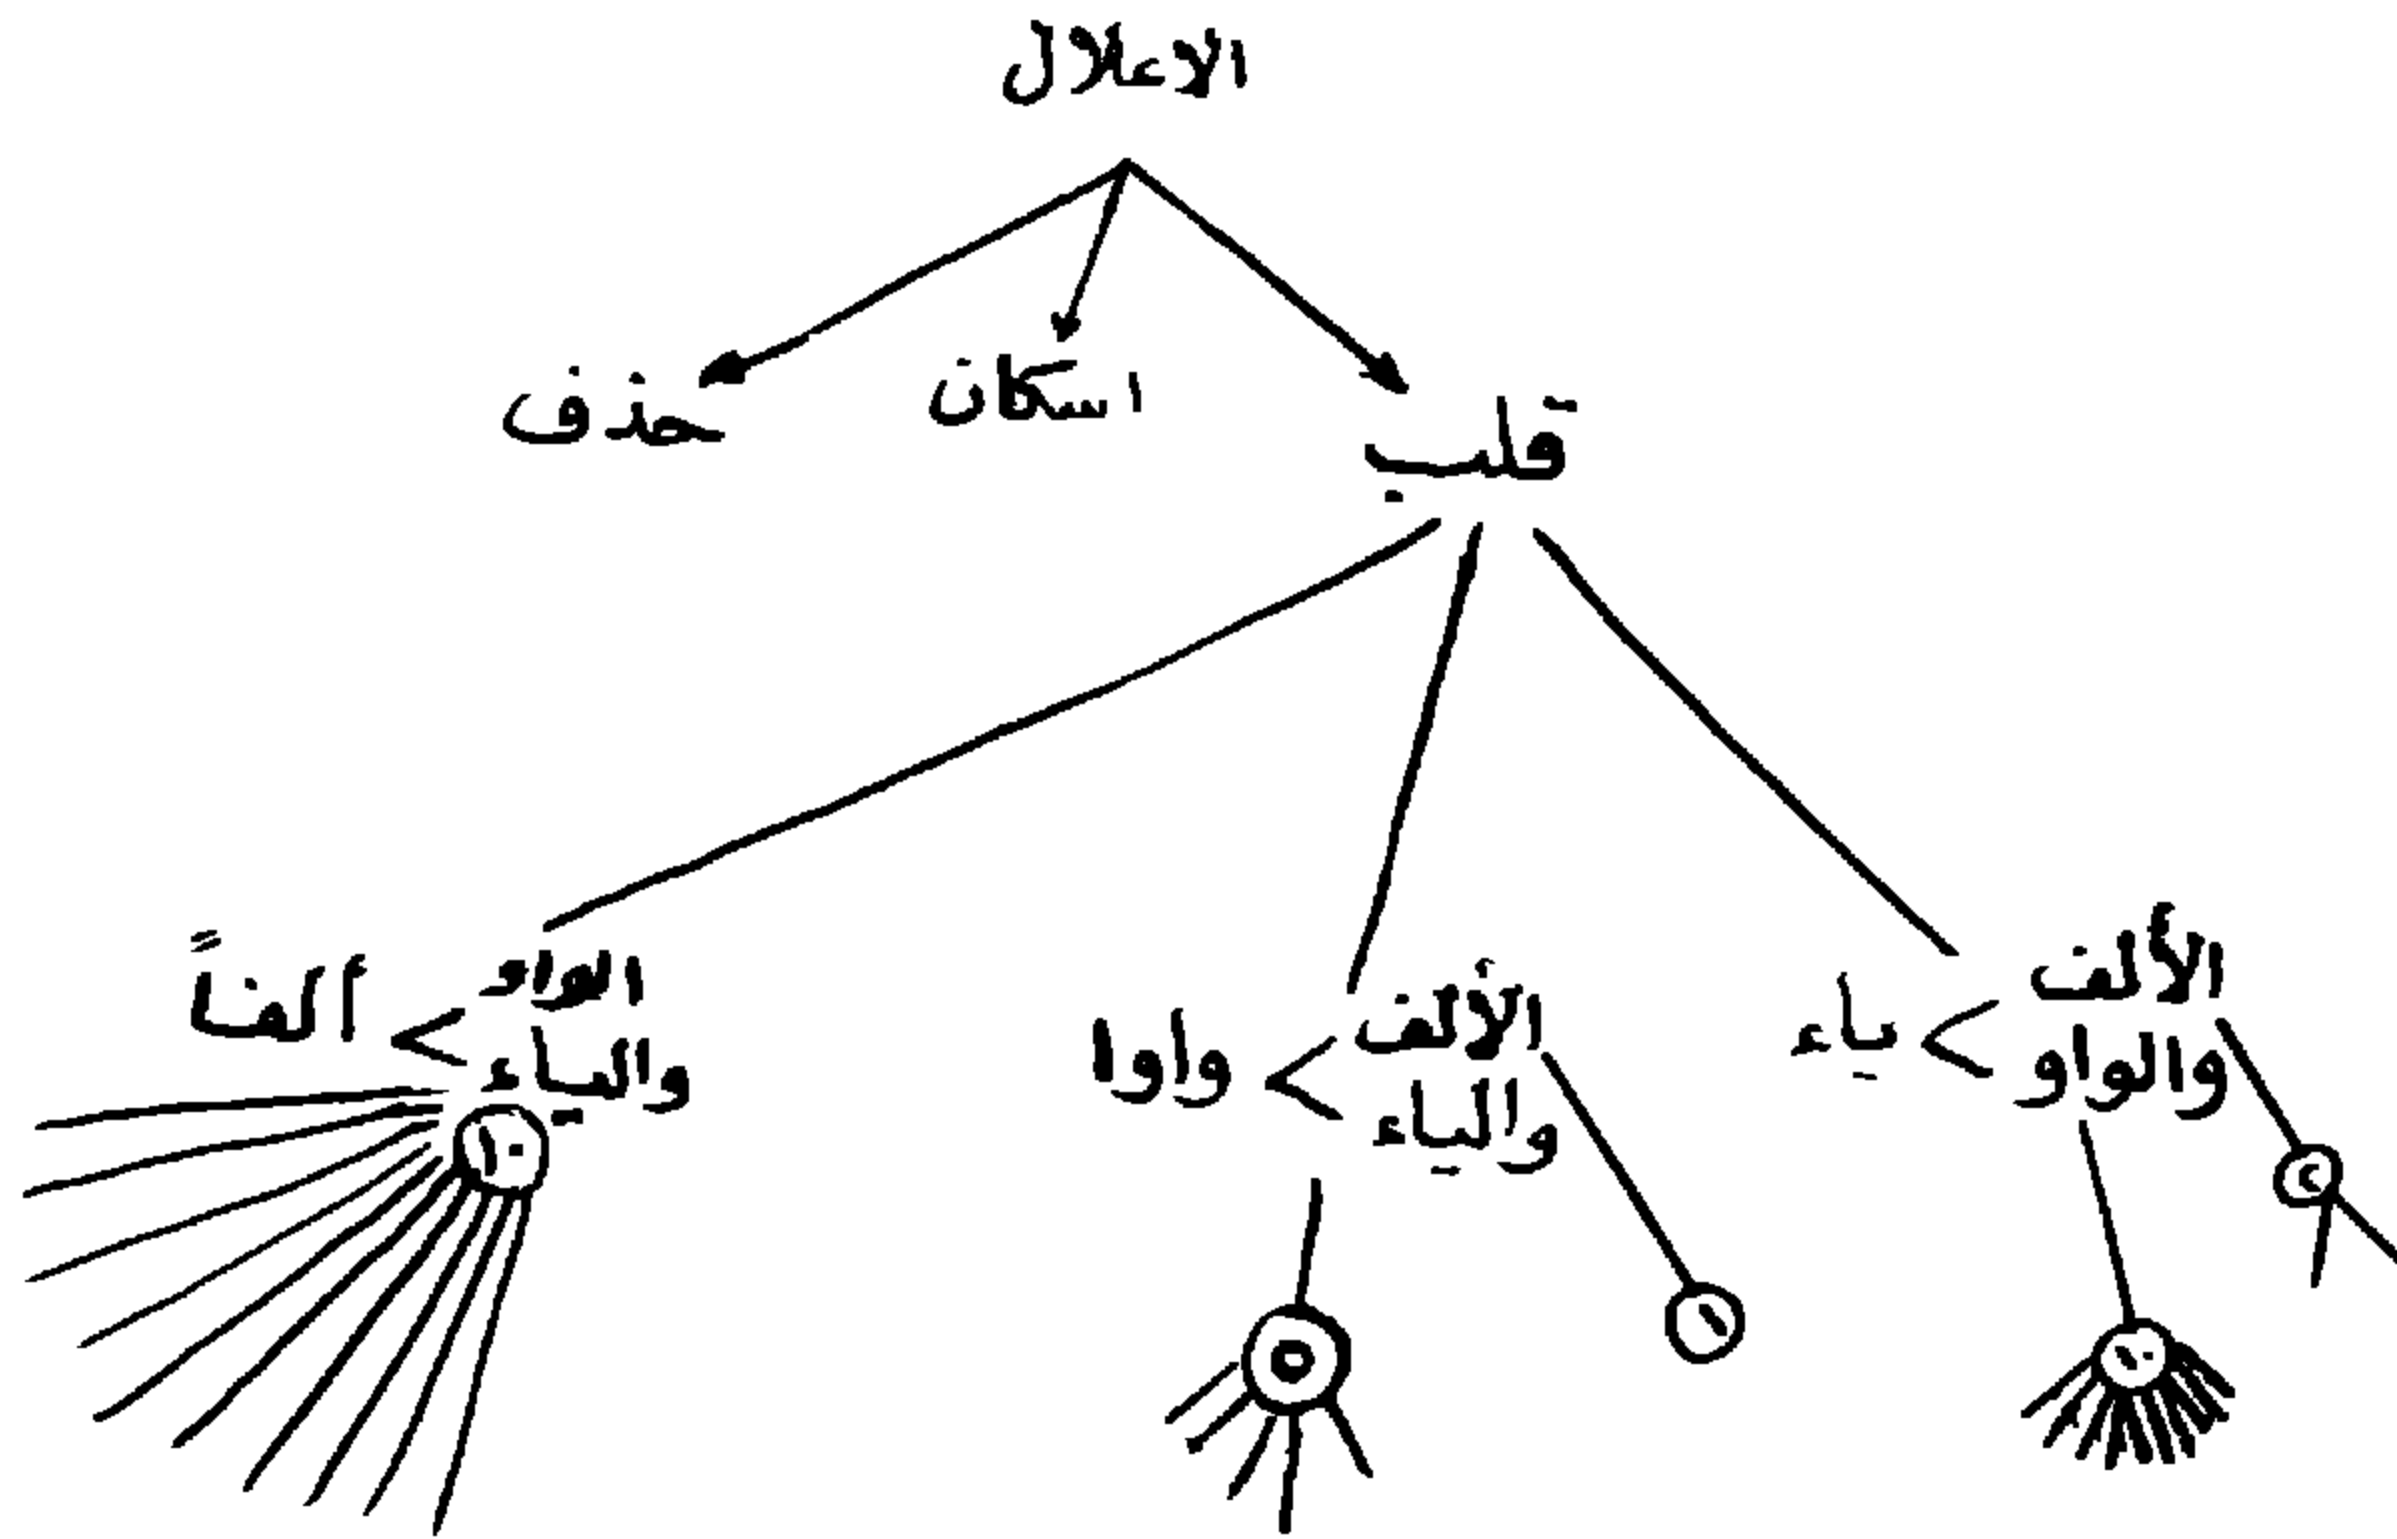 الاعلال
قلب
اسكان
حذف
الألف
والواو
< ياء
الألف
والياء
< واوا
الواو
والياء
< ألفاً
١٠
١
٥
١٠